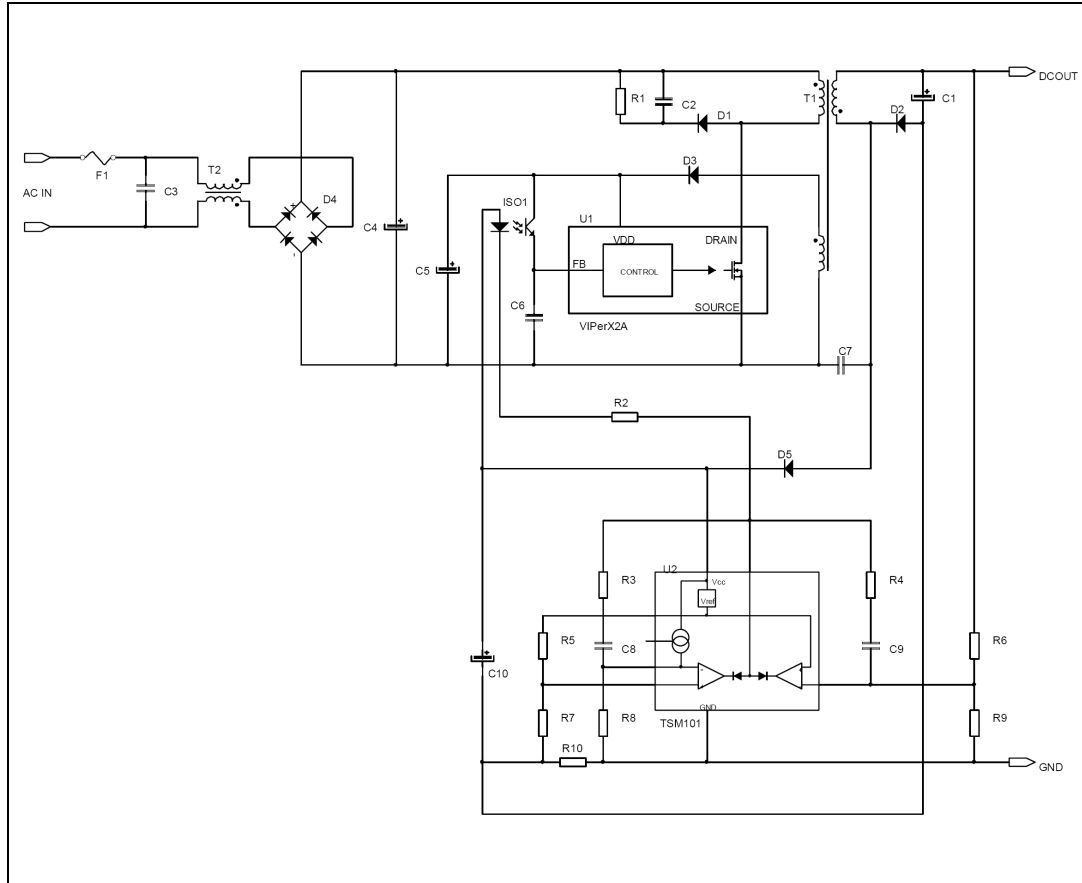 DCOUT
R1
C2
T1
C1
D1
D2
T2
F1
D3
AC IN
C3
D4
+
-
ISO1
C4
+
U1
VDD
DRAIN
C5
+
FB
CONTROL
C6
SOURCE
VIPerX2A
C7
R2
D5
U2
R3
Vcc
R4
Vref
R5
C8
C9
R6
C10
+
-
+
+
-
GND
R7
R8
TSM101
R9
R10
GND